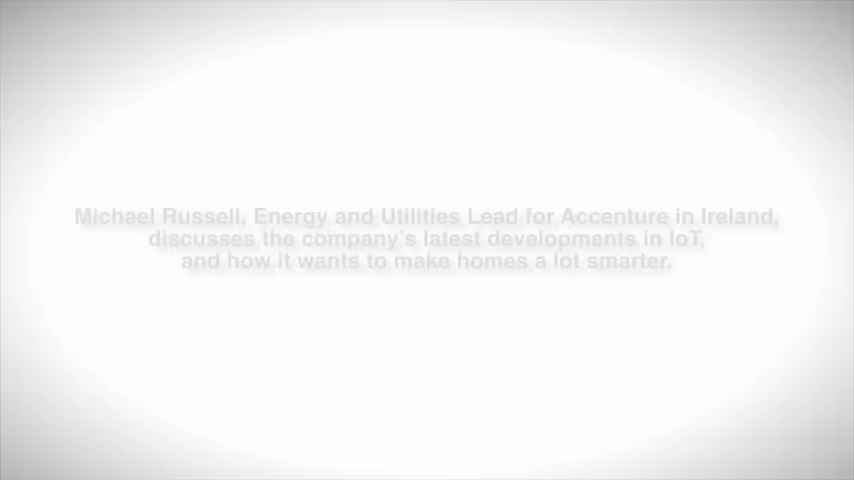 Michael Russell, Energy and Utilities Lead for Accenture in Ireland,
discusses the company's latest developments in IoT,
and how it wants to make homes a lot smarter.